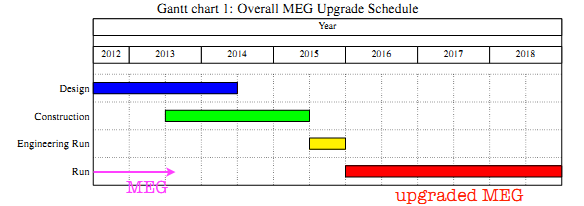 Gantt chart 1: Overall MEG Upgrade Schedule
Year
2012 2013 2014 2015 2016 2017 2018
Design
Construction
Engineering Run
Run
MEG
upgraded MEG